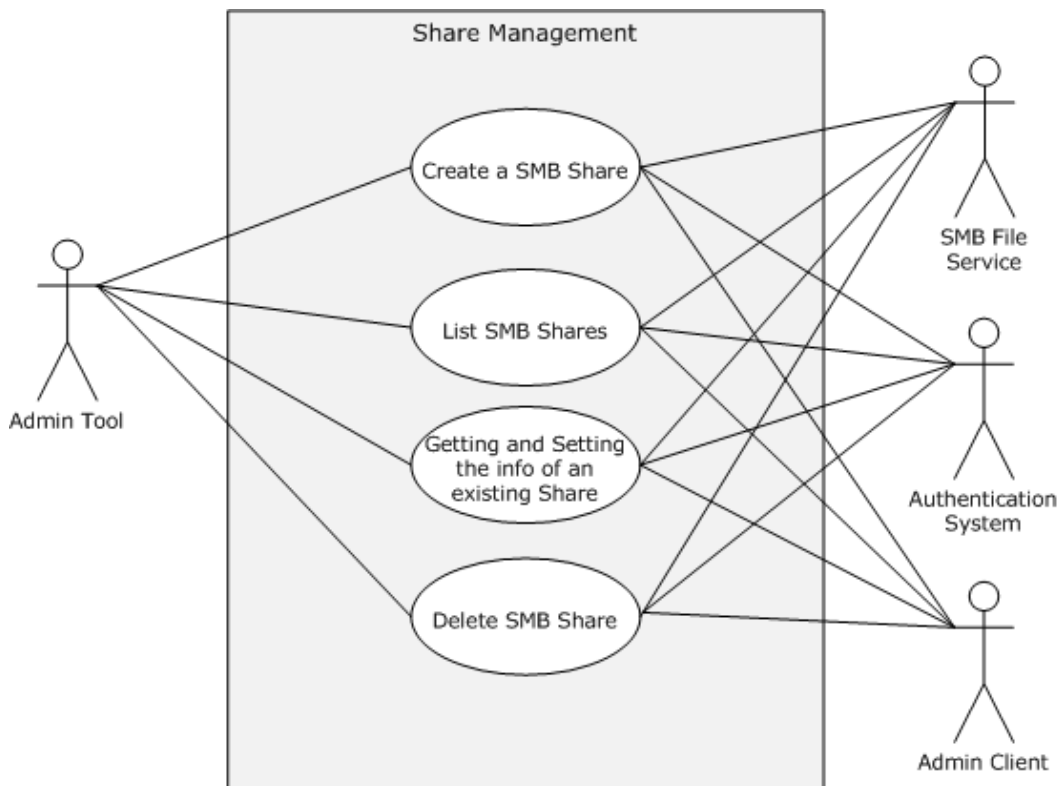 Share Management
Create a SMB Share
SMB File
Service
List SMB Shares
Admin Tool
Getting and Setting
the info of an
existing Share
Authentication
System
Delete SMB Share
Admin Client